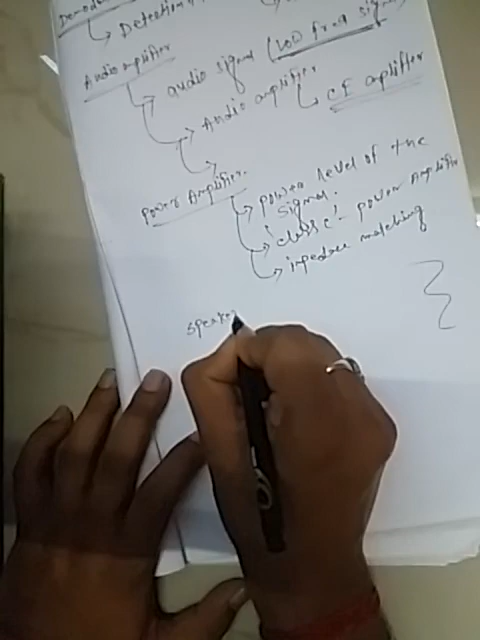 Detection
Audio amplifier
audio signal (low freq signal
Audio amplifier
CE amplifier
Power Amplifier.
power level of the
signal.
class 'C' - power Amplifier
impedance matching
speaker